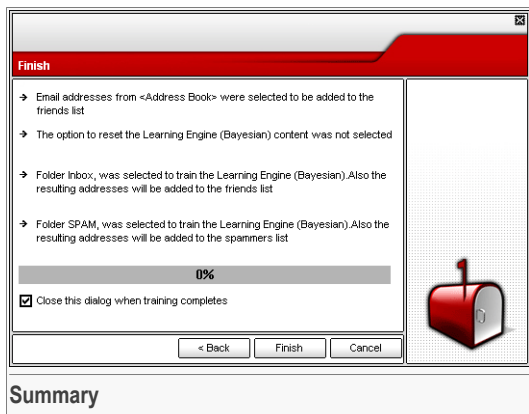 Finish
Email addresses from <Address Book> were selected to be added to the
friends list
The option to reset the Learning Engine (Bayesian) content was not selected
Folder Inbox, was selected to train the Learning Engine (Bayesian).Also the
resulting addresses will be added to the friends list
Folder SPAM, was selected to train the Learning Engine (Bayesian).Also the
resulting addresses will be added to the spammers list
0%
Close this dialog when training completes
< Back Finish Cancel
Summary